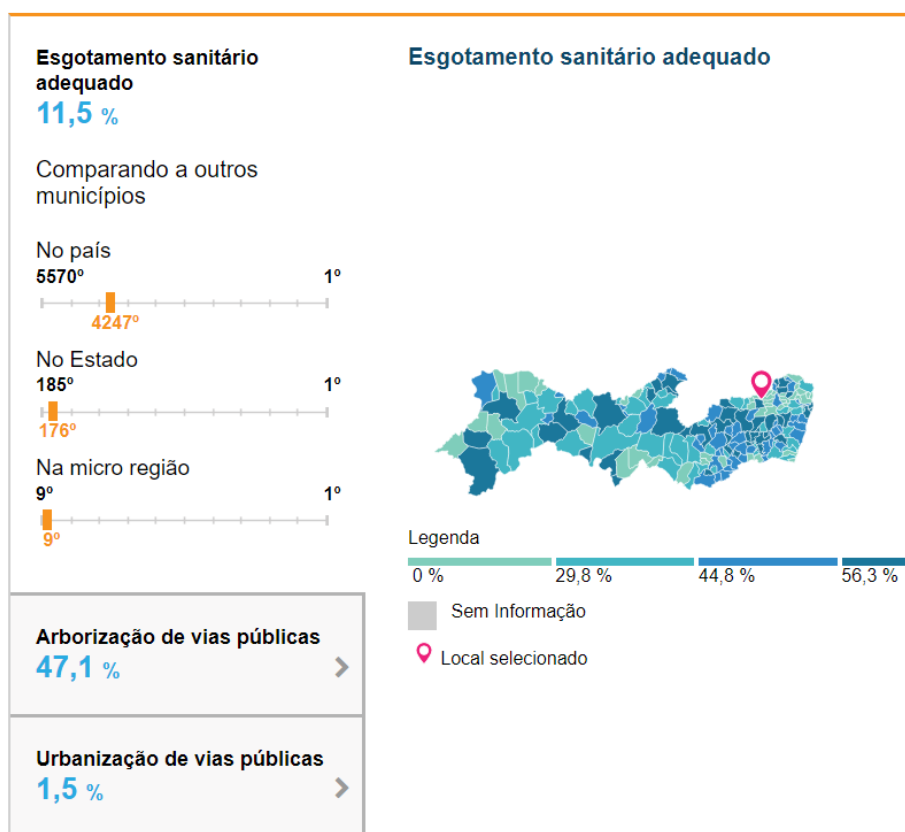 Esgotamento sanitário
adequado
11,5 %
Comparando a outros
municípios
No país
5570º 1º
4247º
No Estado
185º 1º
176º
Na micro região
9º 1º
9º
Arborização de vias públicas
47,1 %
Urbanização de vias públicas
1,5 %
Esgotamento sanitário adequado
Legenda
0 % 29,8 % 44,8 % 56,3 %
Sem Informação
Local selecionado